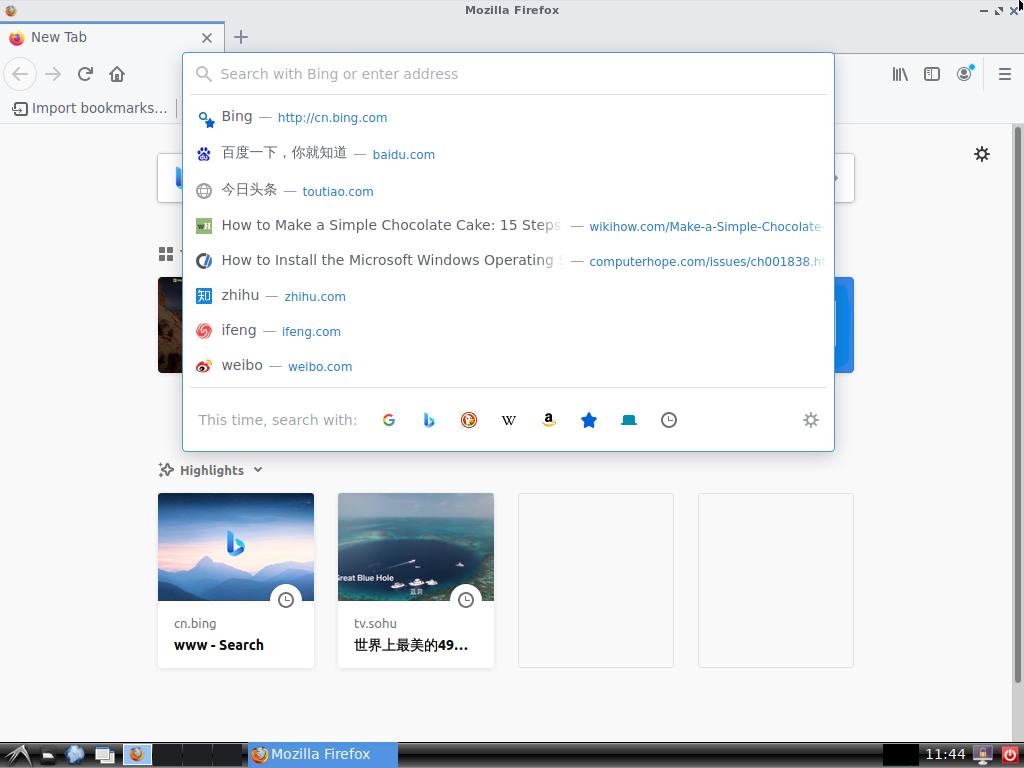 Mozilla Firefox
New Tab
Search with Bing or enter address
Import bookmarks...
Bing — http://cn.bing.com
百度一下，你就知道 — baidu.com
今日头条 — toutiao.com
How to Make a Simple Chocolate Cake: 15 Steps — wikihow.com/Make-a-Simple-Chocolate-
How to Install the Microsoft Windows Operating S — computerhope.com/issues/ch001838.ht
zhihu — zhihu.com
ifeng — ifeng.com
weibo — weibo.com
This time, search with:
Highlights
Great Blue Hole
蓝洞
cn.bing
www - Search
tv.sohu
世界上最美的49...
Mozilla Firefox
11:44